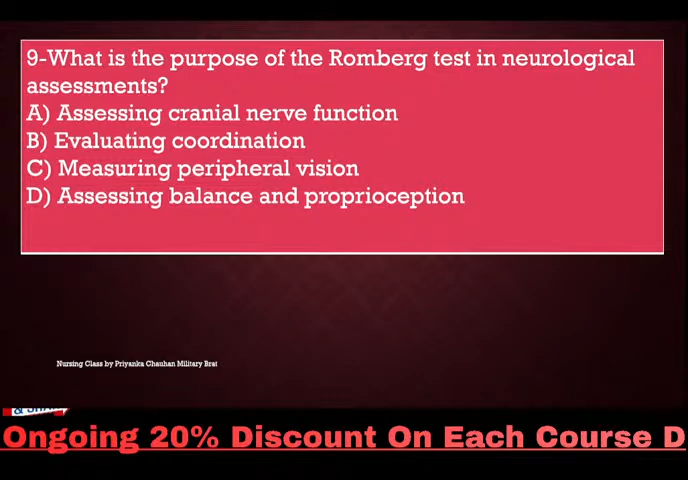 9-What is the purpose of the Romberg test in neurological
assessments?
A) Assessing cranial nerve function
B) Evaluating coordination
C) Measuring peripheral vision
D) Assessing balance and proprioception
Nursing Class by Priyanka Chauhan Military Brat
Ongoing 20% Discount On Each Course D